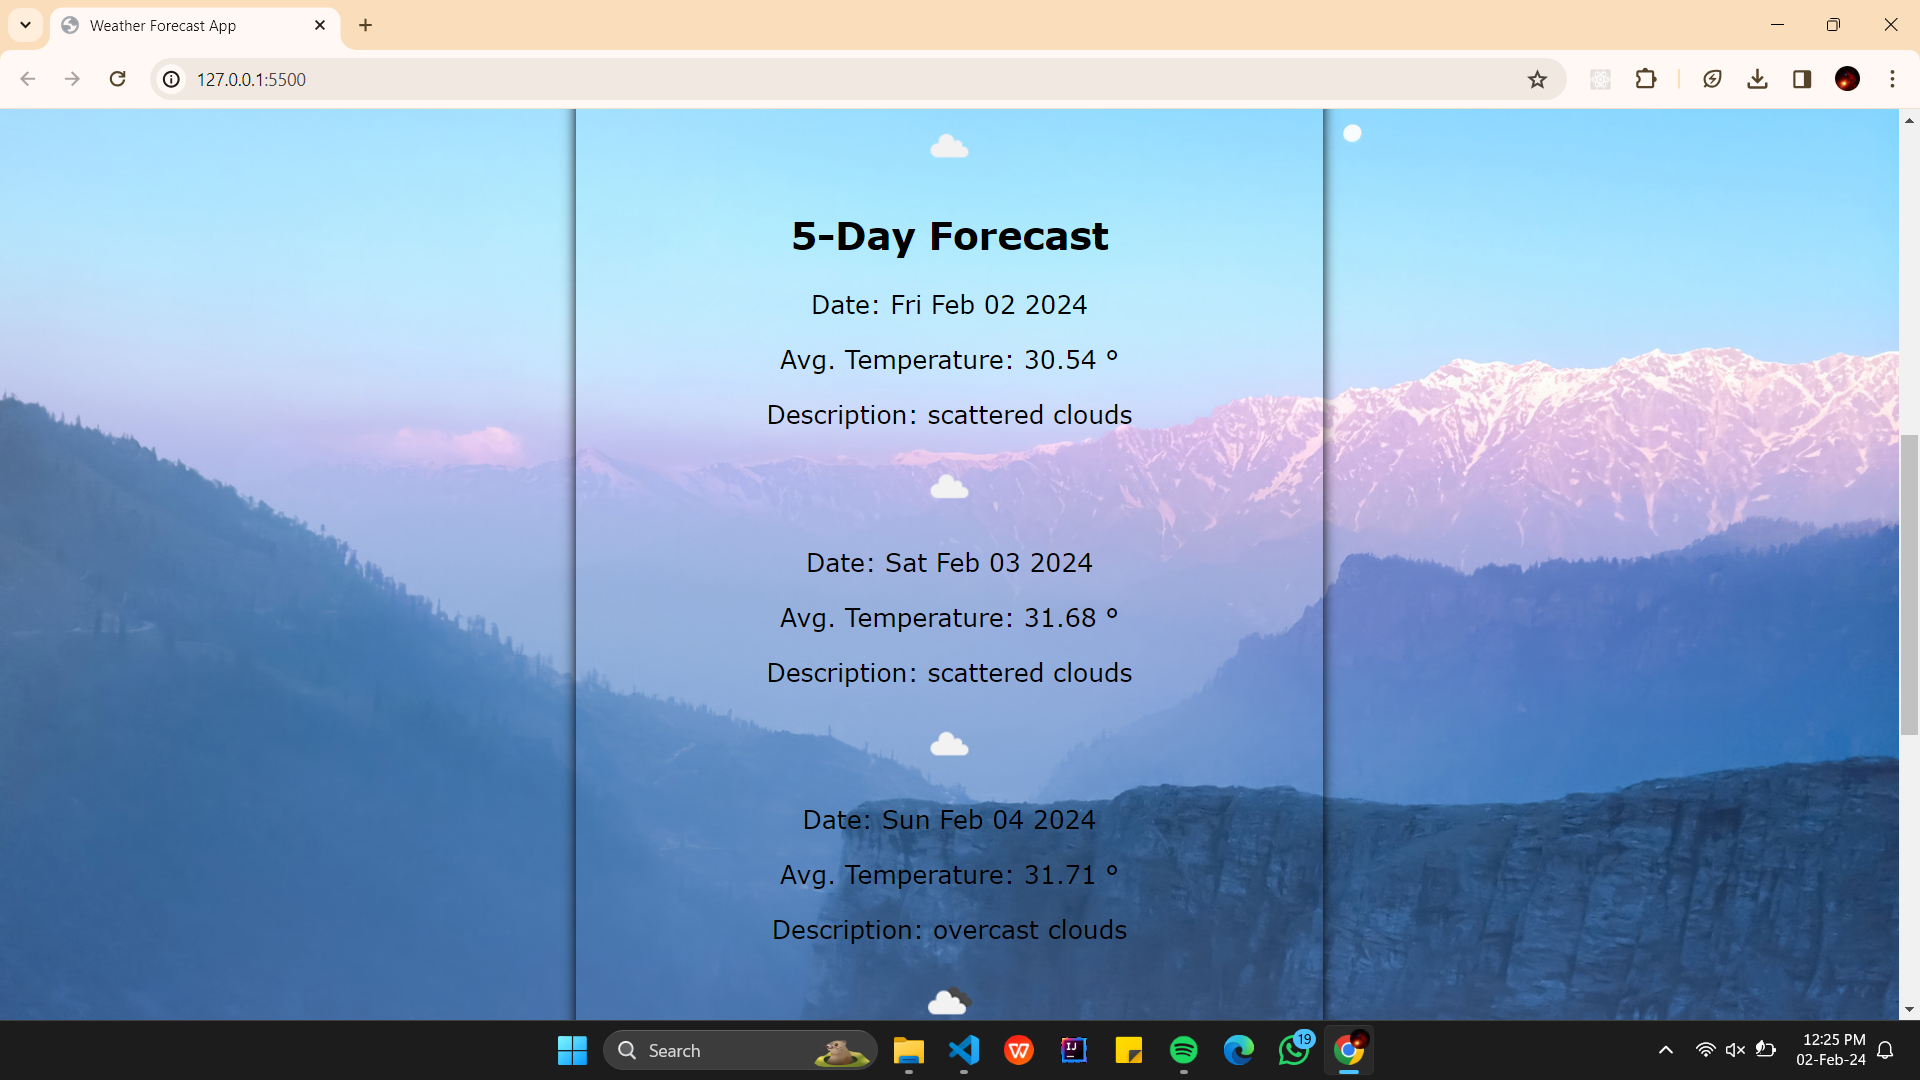 Weather Forecast App
127.0.0.1:5500
5-Day Forecast
Date: Fri Feb 02 2024
Avg. Temperature: 30.54 °
Description: scattered clouds
Date: Sat Feb 03 2024
Avg. Temperature: 31.68 °
Description: scattered clouds
Date: Sun Feb 04 2024
Avg. Temperature: 31.71 °
Description: overcast clouds
Search
W
IJ
19
12:25 PM
02-Feb-24